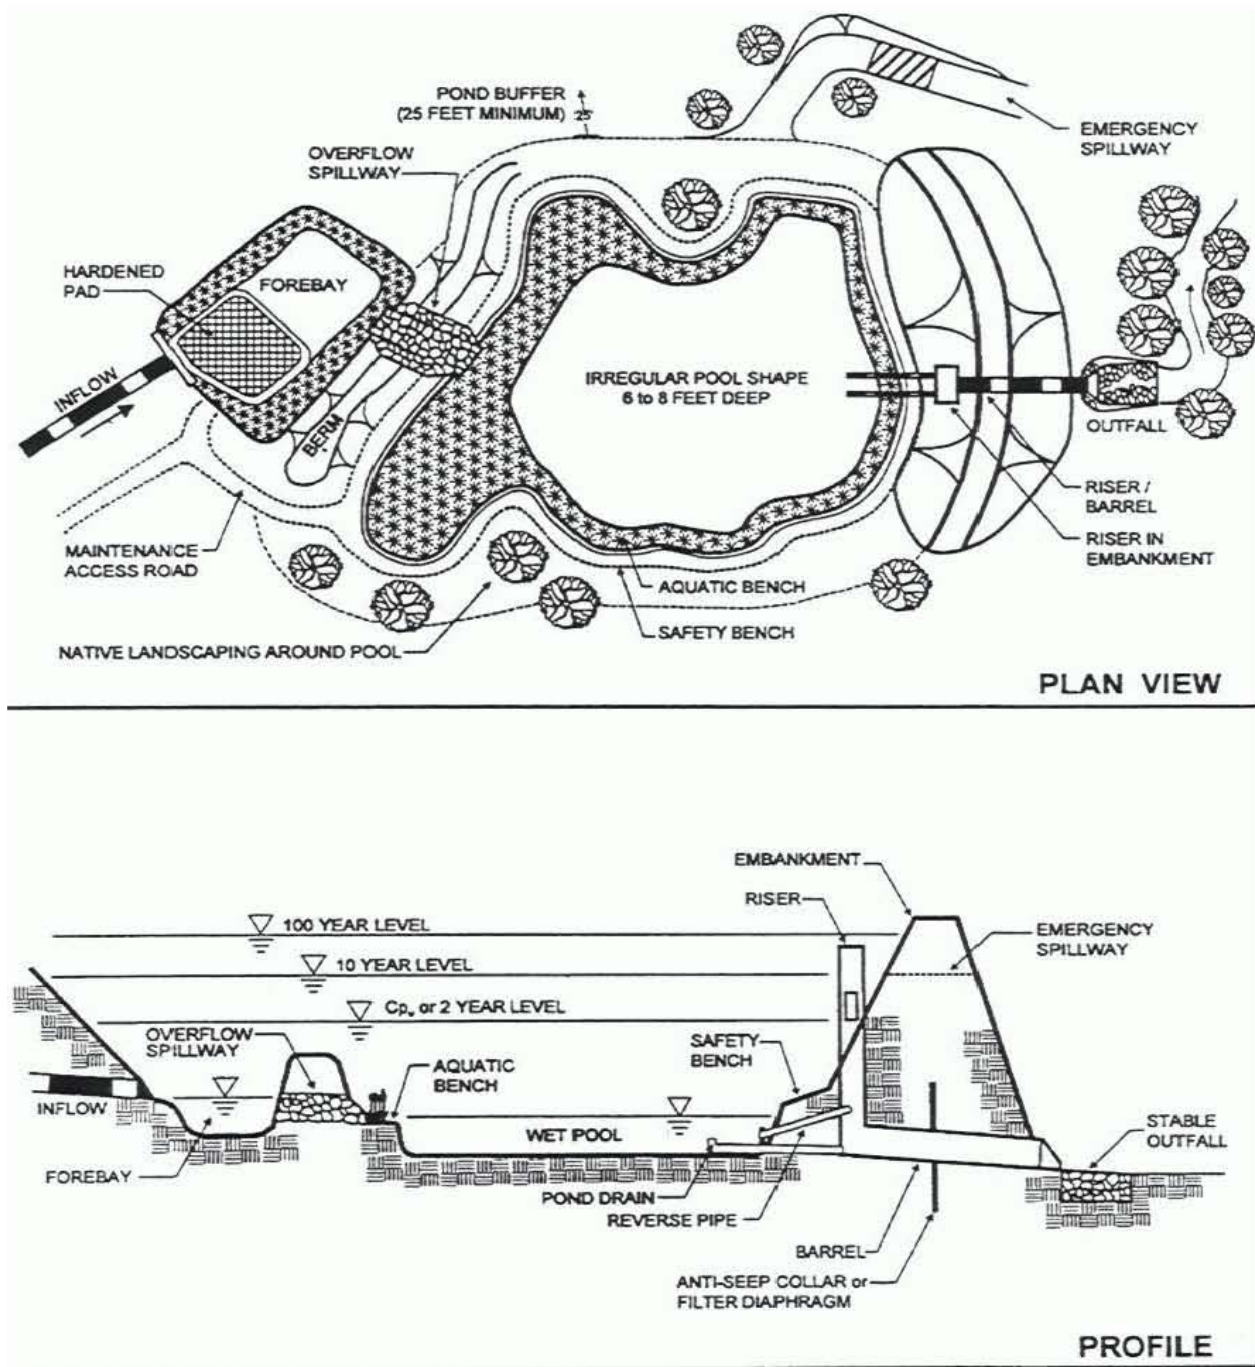 POND BUFFER
(25 FEET MINIMUM)
25'
OVERFLOW
SPILLWAY
EMERGENCY
SPILLWAY
HARDENED
PAD
FOREBAY
INFLOW
BERM
IRREGULAR POOL SHAPE
6 to 8 FEET DEEP
OUTFALL
RISER /
BARREL
RISER IN
EMBANKMENT
MAINTENANCE
ACCESS ROAD
AQUATIC BENCH
SAFETY BENCH
NATIVE LANDSCAPING AROUND POOL
PLAN VIEW
EMBANKMENT
RISER
100 YEAR LEVEL
EMERGENCY
SPILLWAY
10 YEAR LEVEL
Cpv or 2 YEAR LEVEL
OVERFLOW
SPILLWAY
SAFETY
BENCH
AQUATIC
BENCH
INFLOW
WET POOL
STABLE
OUTFALL
FOREBAY
POND DRAIN
REVERSE PIPE
BARREL
ANTI-SEEP COLLAR or
FILTER DIAPHRAGM
PROFILE